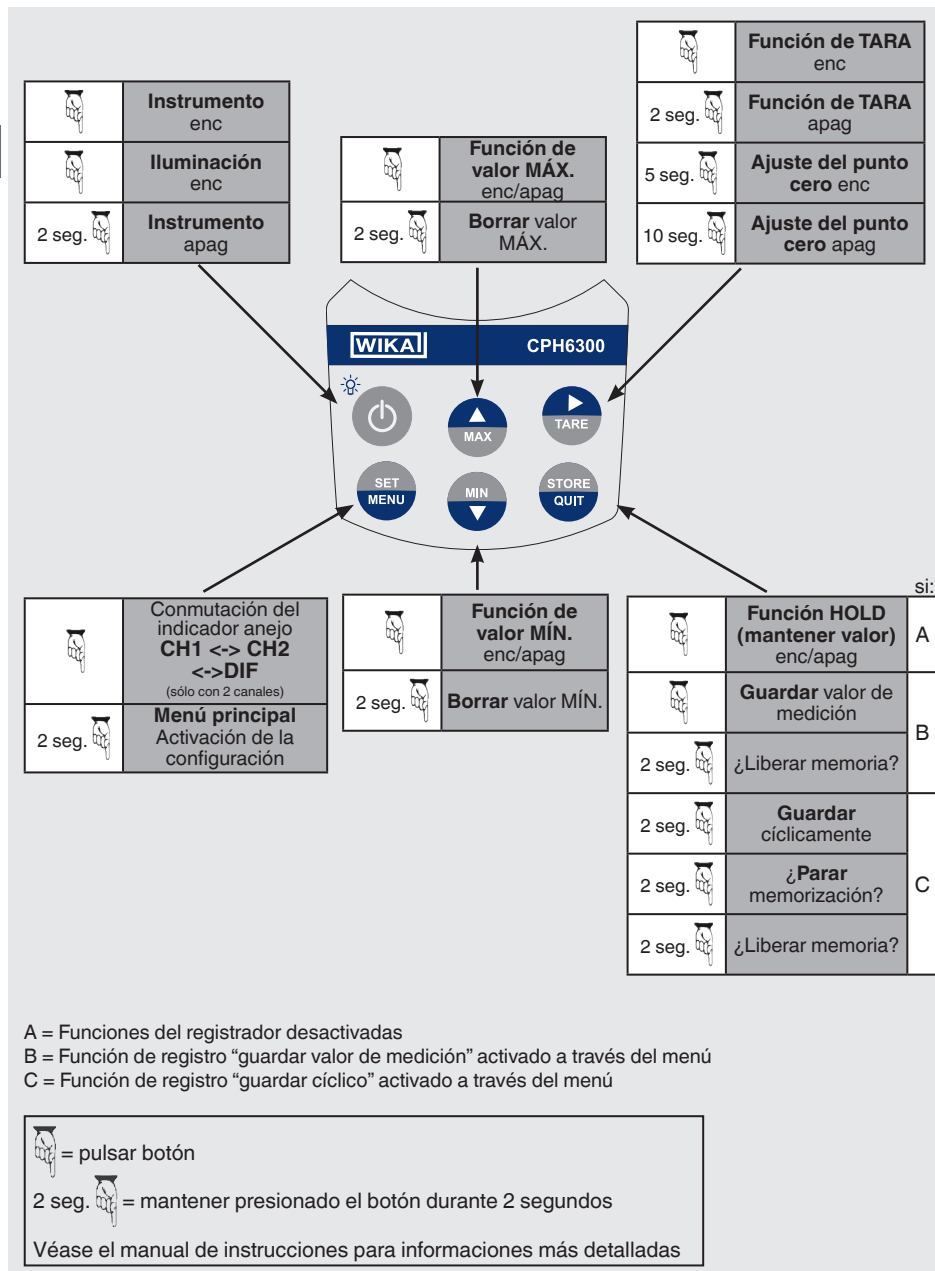 Instrumento
enc
Iluminación
enc
2 seg.
Instrumento
apag
Función de
valor MÁX.
enc/apag
2 seg.
Borrar valor
MÁX.
Función de TARA
enc
2 seg.
Función de TARA
apag
5 seg.
Ajuste del punto
cero enc
10 seg.
Ajuste del punto
cero apag
WIKAI
CPH6300
MAX
TARE
SET
MENU
MIN
STORE
QUIT
Conmutación del
indicador anejo
CH1 <-> CH2
<->DIF
(sólo con 2 canales)
2 seg.
Menú principal
Activación de la
configuración
Función de
valor MÍN.
enc/apag
2 seg.
Borrar valor MÍN.
si:
Función HOLD
(mantener valor)
enc/apag
A
Guardar valor de
medición
B
2 seg.
¿Liberar memoria?
2 seg.
Guardar
cíclicamente
2 seg.
¿Parar
memorización?
C
2 seg.
¿Liberar memoria?
A = Funciones del registrador desactivadas
B = Función de registro “guardar valor de medición” activado a través del menú
C = Función de registro “guardar cíclico” activado a través del menú
= pulsar botón
2 seg. = mantener presionado el botón durante 2 segundos
Véase el manual de instrucciones para informaciones más detalladas